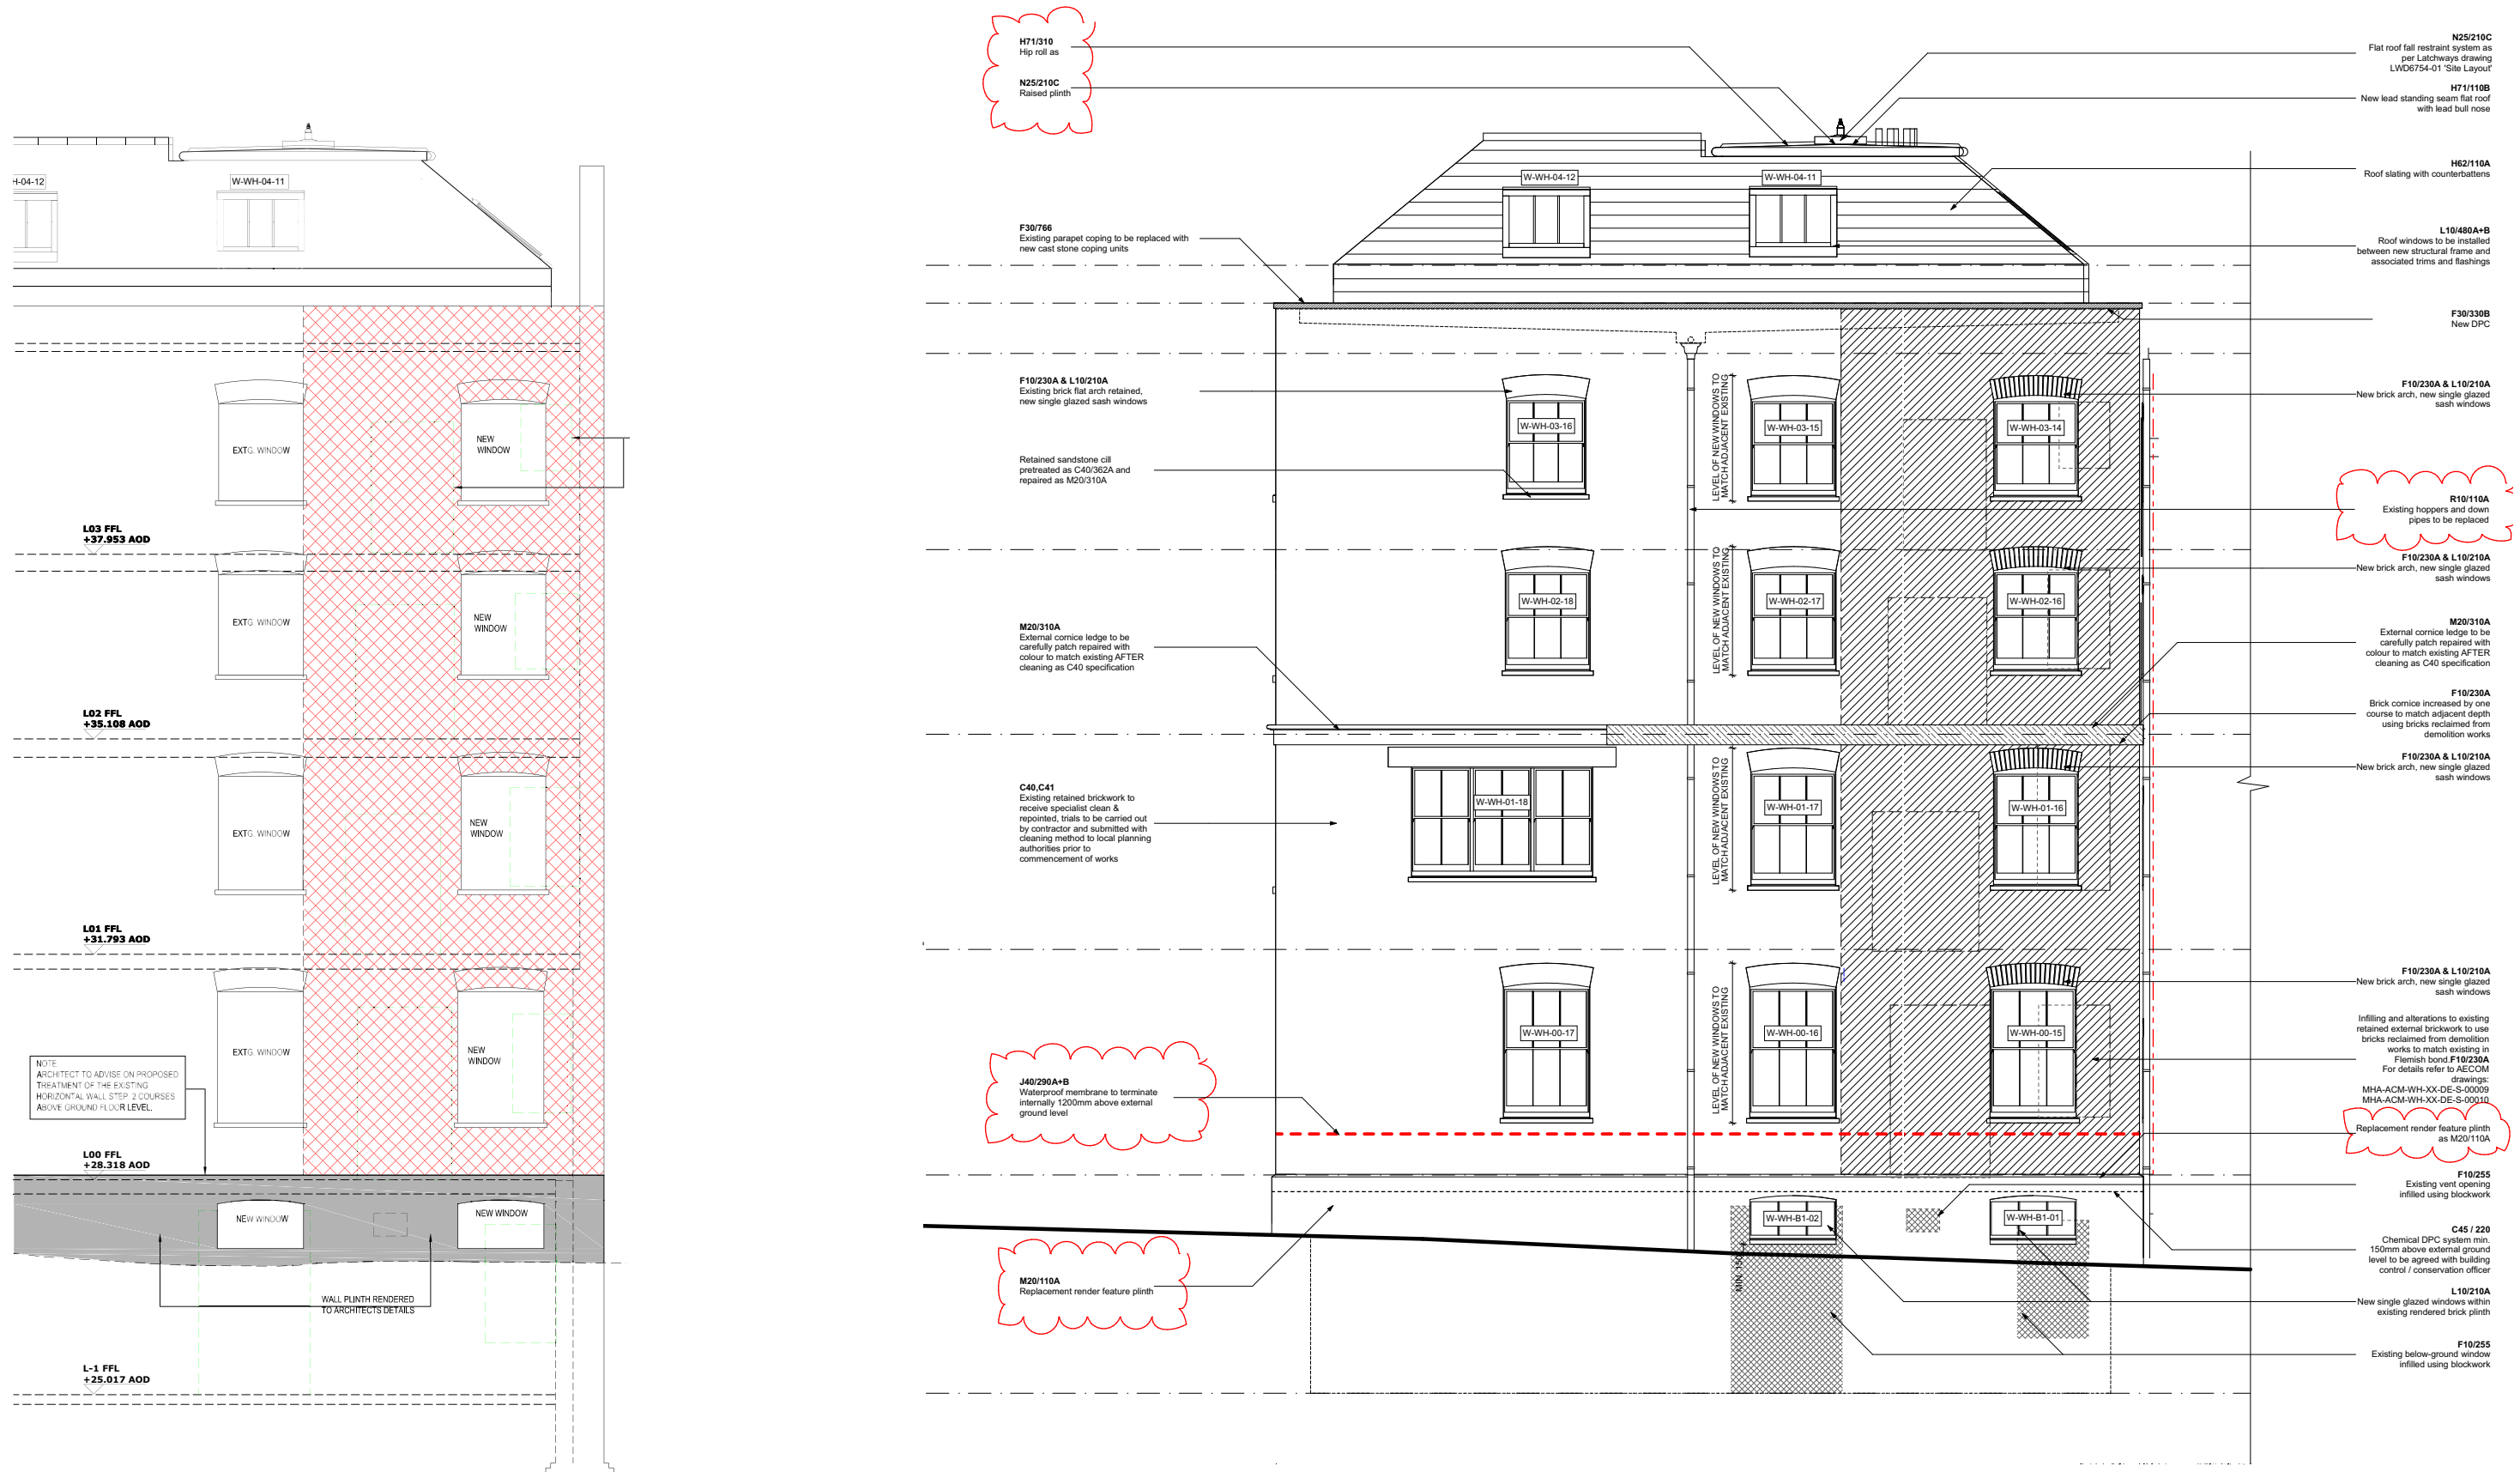 H-04-12
W-WH-04-11
EXTG. WINDOW
NEW
WINDOW
L03 FFL
+37.953 AOD
EXTG. WINDOW
NEW
WINDOW
L02 FFL
+35.108 AOD
EXTG. WINDOW
NEW
WINDOW
L01 FFL
+31.793 AOD
EXTG. WINDOW
NEW
WINDOW
NOTE
ARCHITECT TO ADVISE ON PROPOSED
TREATMENT OF THE EXISTING
HORIZONTAL WALL STEP. 2 COURSES
ABOVE GROUND FLOOR LEVEL.
L00 FFL
+28.318 AOD
NEW WINDOW
NEW WINDOW
WALL PLINTH RENDERED
TO ARCHITECTS DETAILS
L-1 FFL
+25.017 AOD
H71/310
Hip roll as
N25/210C
Raised plinth
F30/766
Existing parapet coping to be replaced with
new cast stone coping units
F10/230A & L10/210A
Existing brick flat arch retained,
new single glazed sash windows
Retained sandstone cill
pretreated as C40/362A and
repaired as M20/310A
M20/310A
External cornice ledge to be
carefully patch repaired with
colour to match existing AFTER
cleaning as C40 specification
C40,C41
Existing retained brickwork to
receive specialist clean &
repointed, trials to be carried out
by contractor and submitted with
cleaning method to local planning
authorities prior to
commencement of works
J40/290A+B
Waterproof membrane to terminate
internally 1200mm above external
ground level
M20/110A
Replacement render feature plinth
W-WH-04-12
W-WH-04-11
W-WH-03-16
LEVEL OF NEW WINDOWS TO
MATCH ADJACENT EXISTING
W-WH-03-15
W-WH-03-14
W-WH-02-18
LEVEL OF NEW WINDOWS TO
MATCH ADJACENT EXISTING
W-WH-02-17
W-WH-02-16
W-WH-01-18
LEVEL OF NEW WINDOWS TO
MATCH ADJACENT EXISTING
W-WH-01-17
W-WH-01-16
W-WH-00-17
LEVEL OF NEW WINDOWS TO
MATCH ADJACENT EXISTING
W-WH-00-16
W-WH-00-15
W-WH-B1-02
W-WH-B1-01
N25/210C
Flat roof fall restraint system as
per Latchways drawing
LWD6754-01 'Site Layout'
H71/110B
New lead standing seam flat roof
with lead bull nose
H62/110A
Roof slating with counterbattens
L10/480A+B
Roof windows to be installed
between new structural frame and
associated trims and flashings
F30/330B
New DPC
F10/230A & L10/210A
New brick arch, new single glazed
sash windows
R10/110A
Existing hoppers and down
pipes to be replaced
F10/230A & L10/210A
New brick arch, new single glazed
sash windows
M20/310A
External cornice ledge to be
carefully patch repaired with
colour to match existing AFTER
cleaning as C40 specification
F10/230A
Brick cornice increased by one
course to match adjacent depth
using bricks reclaimed from
demolition works
F10/230A & L10/210A
New brick arch, new single glazed
sash windows
F10/230A & L10/210A
New brick arch, new single glazed
sash windows
Infilling and alterations to existing
retained external brickwork to use
bricks reclaimed from demolition
works to match existing in
Flemish bond.F10/230A
For details refer to AECOM
drawings:
MHA-ACM-WH-XX-DE-S-00009
MHA-ACM-WH-XX-DE-S-00010
Replacement render feature plinth
as M20/110A
F10/255
Existing vent opening
infilled using blockwork
C45 / 220
Chemical DPC system min.
150mm above external ground
level to be agreed with building
control / conservation officer
L10/210A
New single glazed windows within
existing rendered brick plinth
F10/255
Existing below-ground window
infilled using blockwork